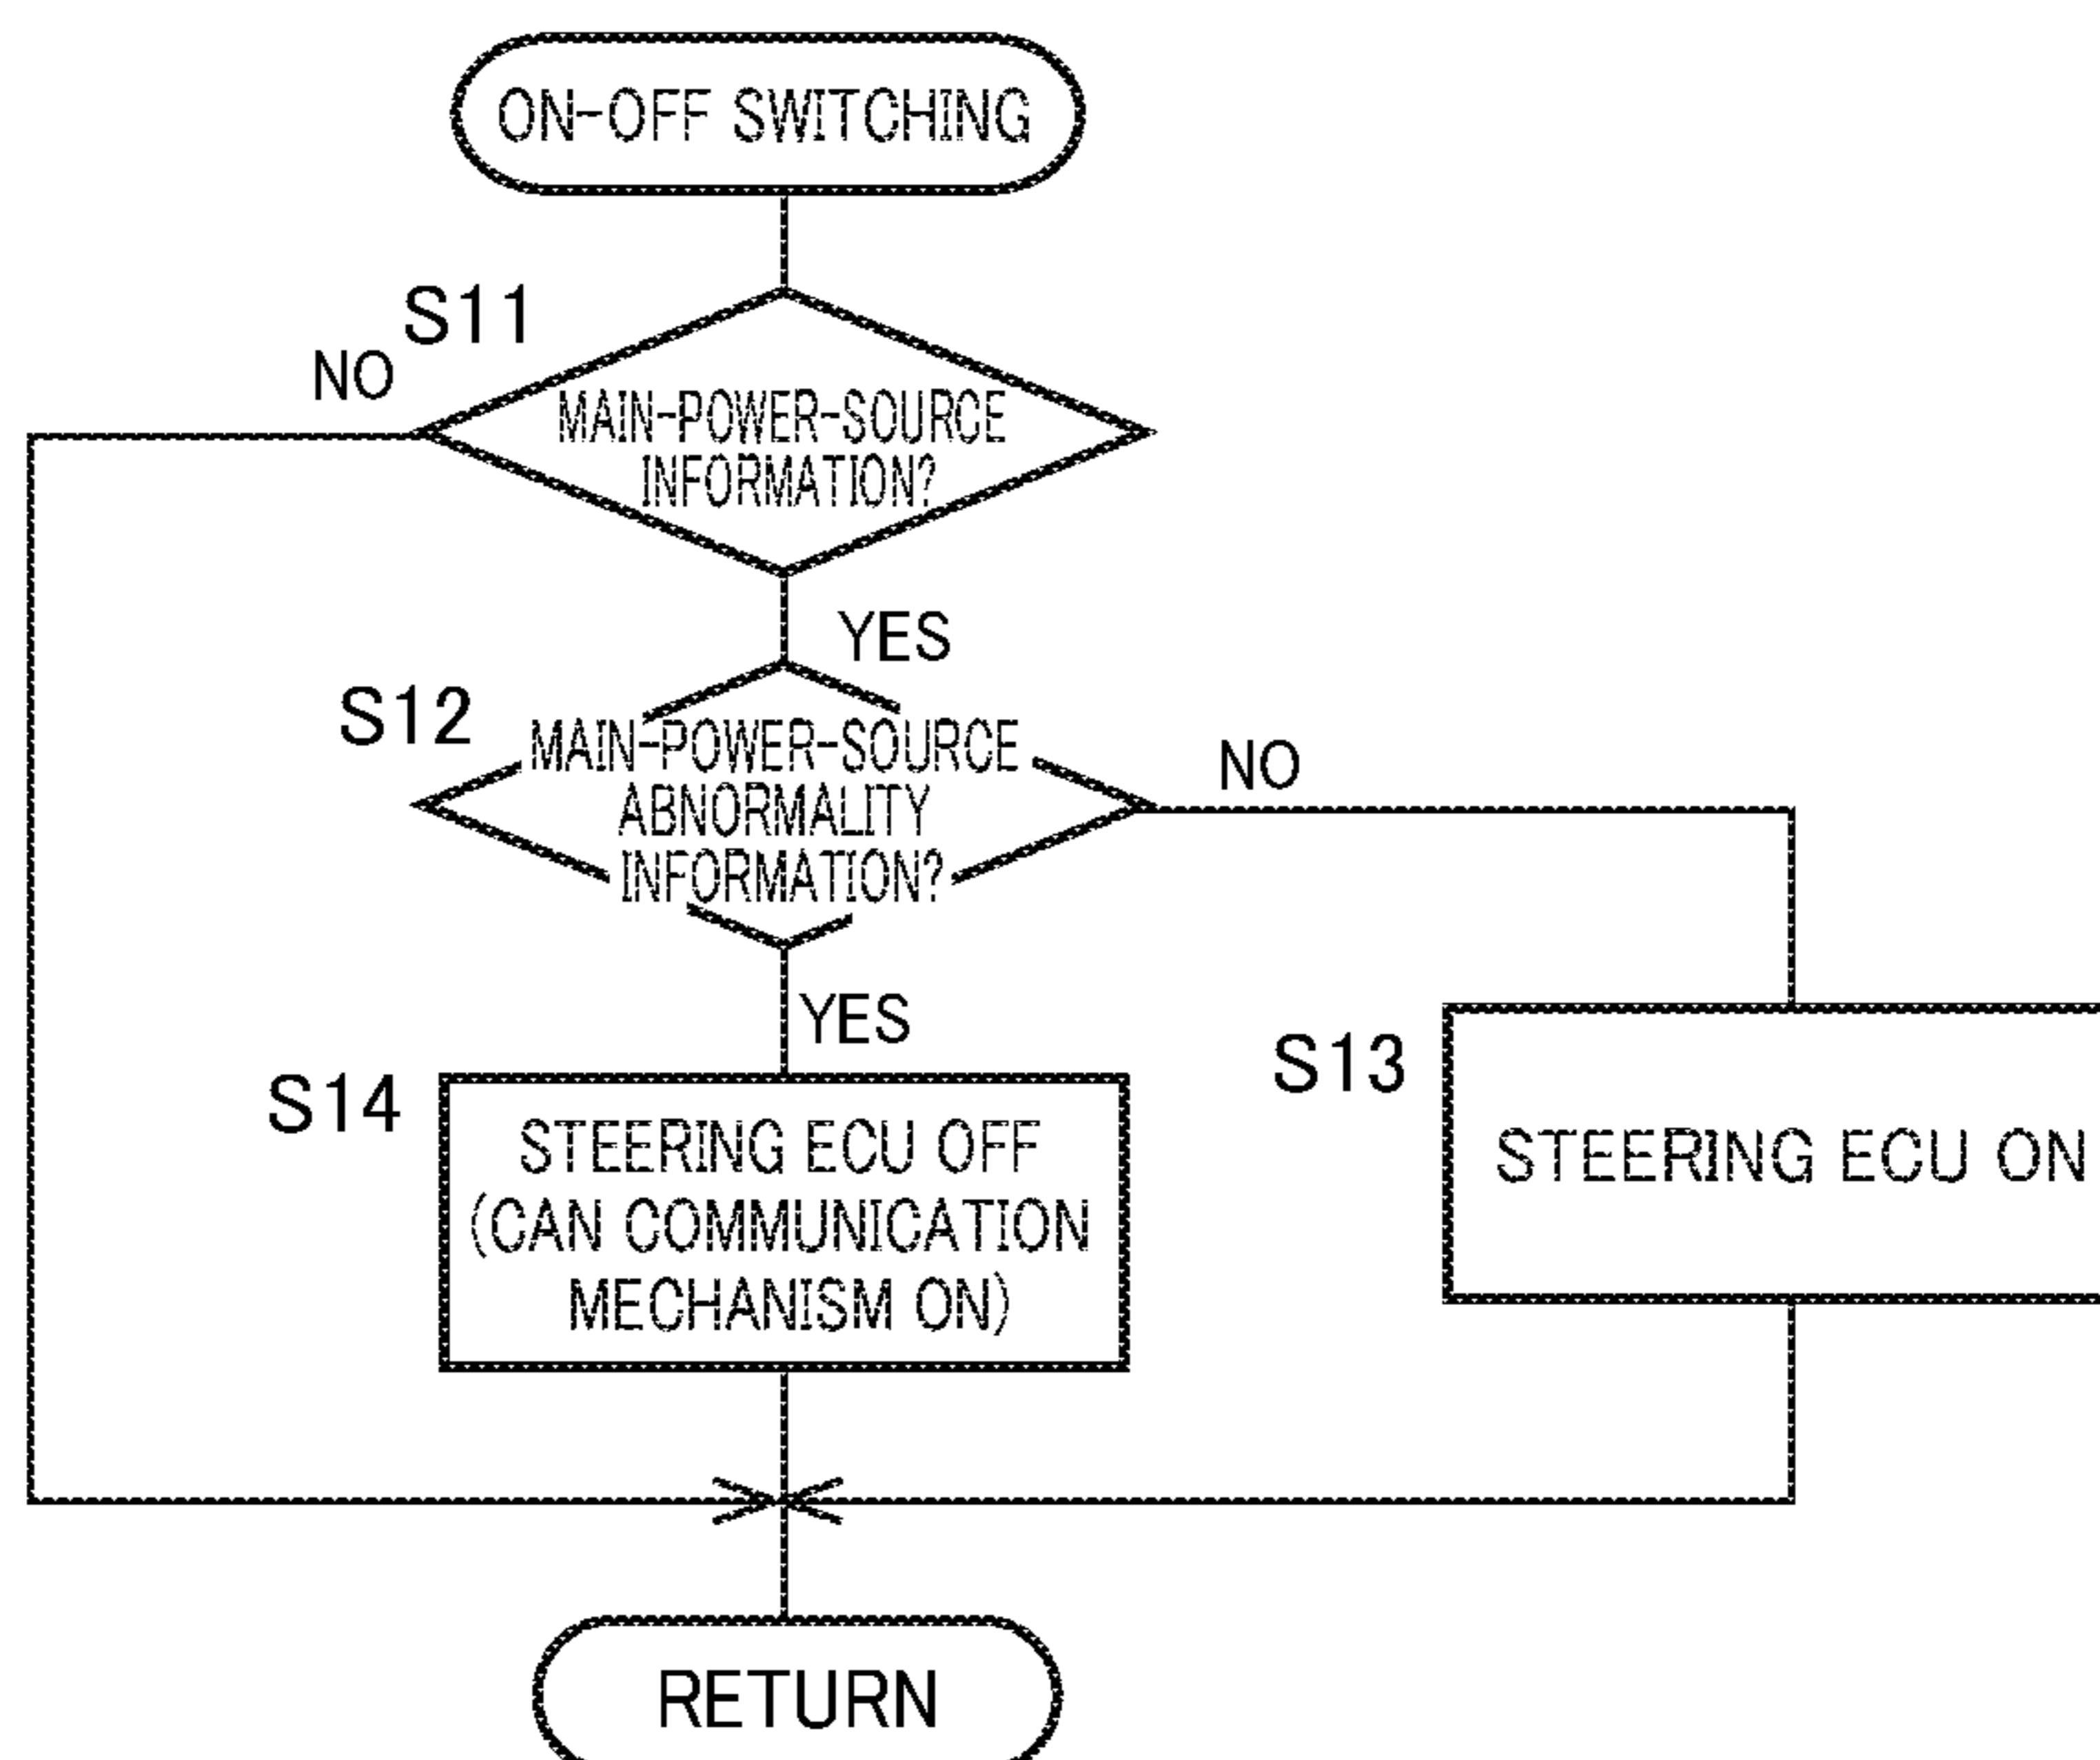 ON-OFF SWITCHING
S11
NO
MAIN-POWER-SOURCE
INFORMATION?
YES
S12
MAIN-POWER-SOURCE
ABNORMALITY
INFORMATION?
NO
YES
S14
STEERING ECU OFF
(CAN COMMUNICATION
MECHANISM ON)
S13
STEERING ECU ON
RETURN